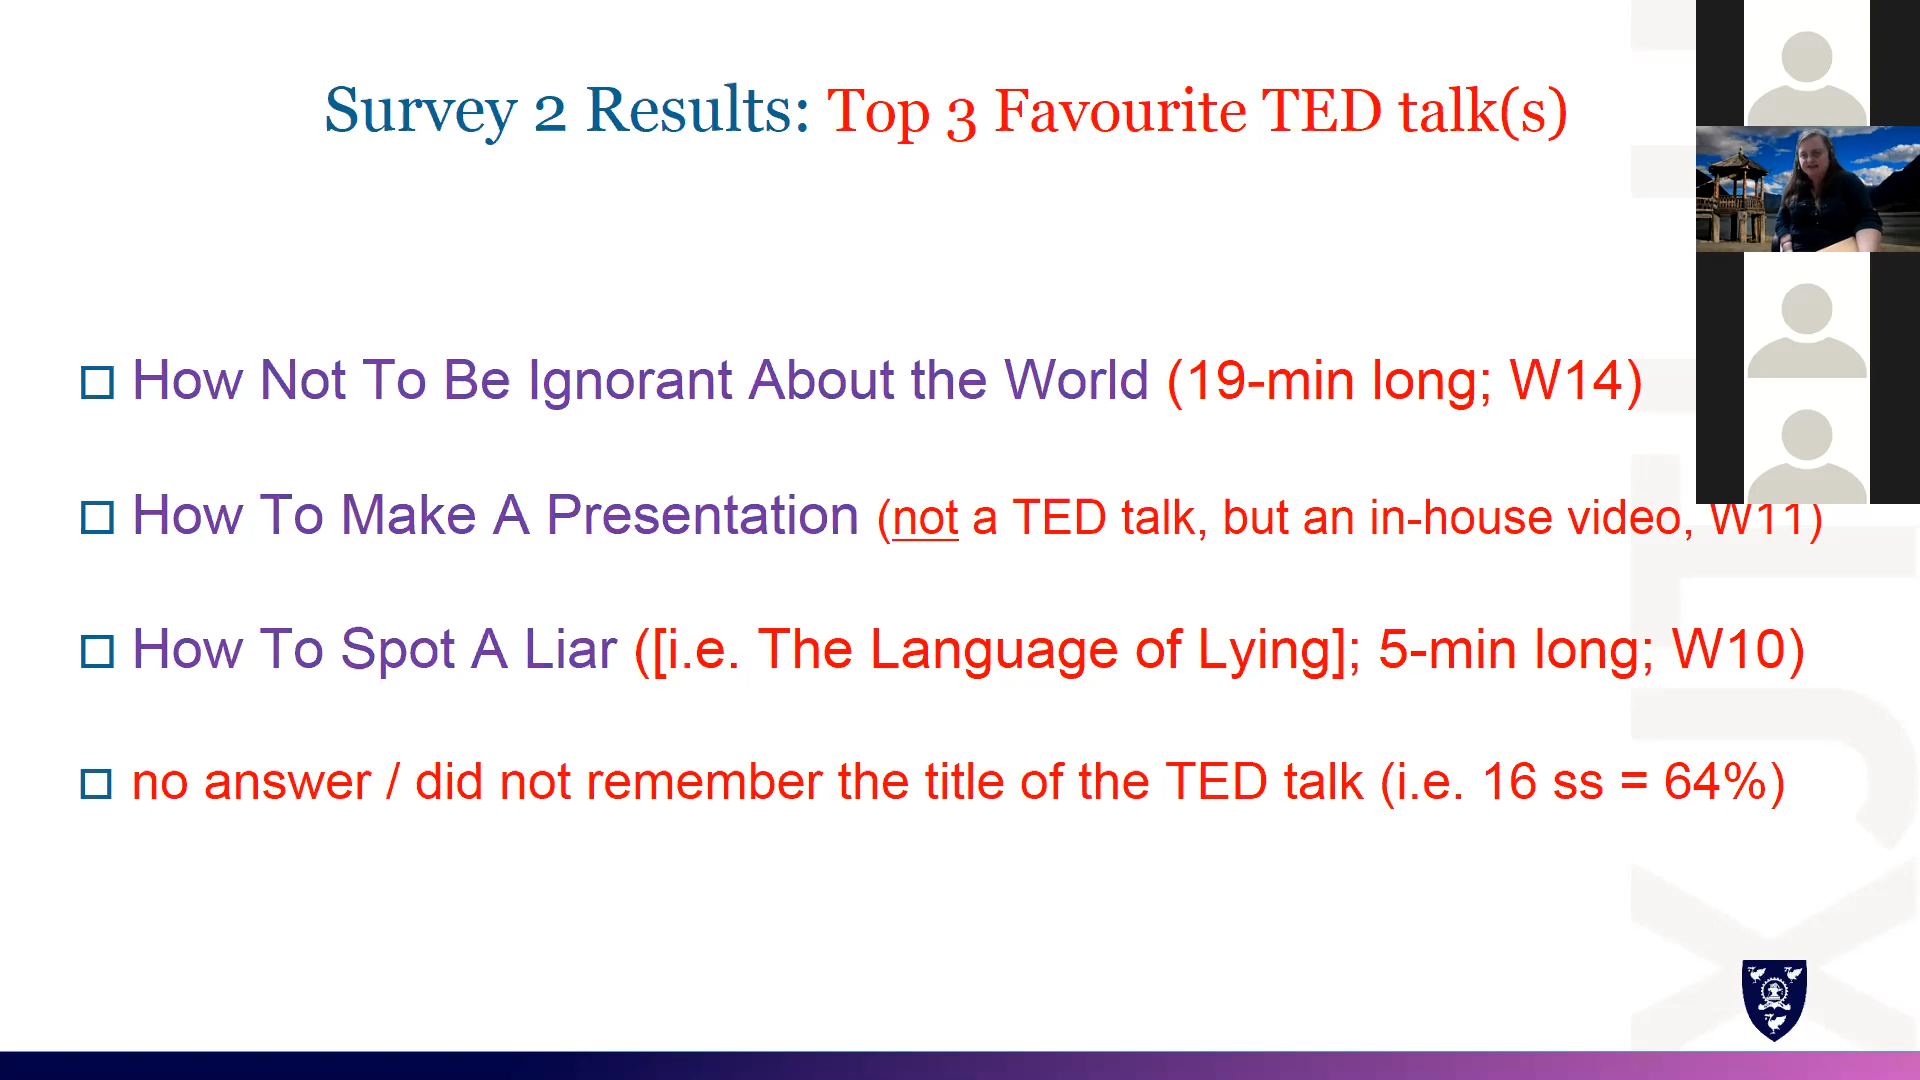 Survey 2 Results: Top 3 Favourite TED talk(s)
How Not To Be Ignorant About the World (19-min long; W14)
How To Make A Presentation (not a TED talk, but an in-house video, W11)
How To Spot A Liar ([i.e. The Language of Lying]; 5-min long; W10)
no answer / did not remember the title of the TED talk (i.e. 16 ss = 64%)